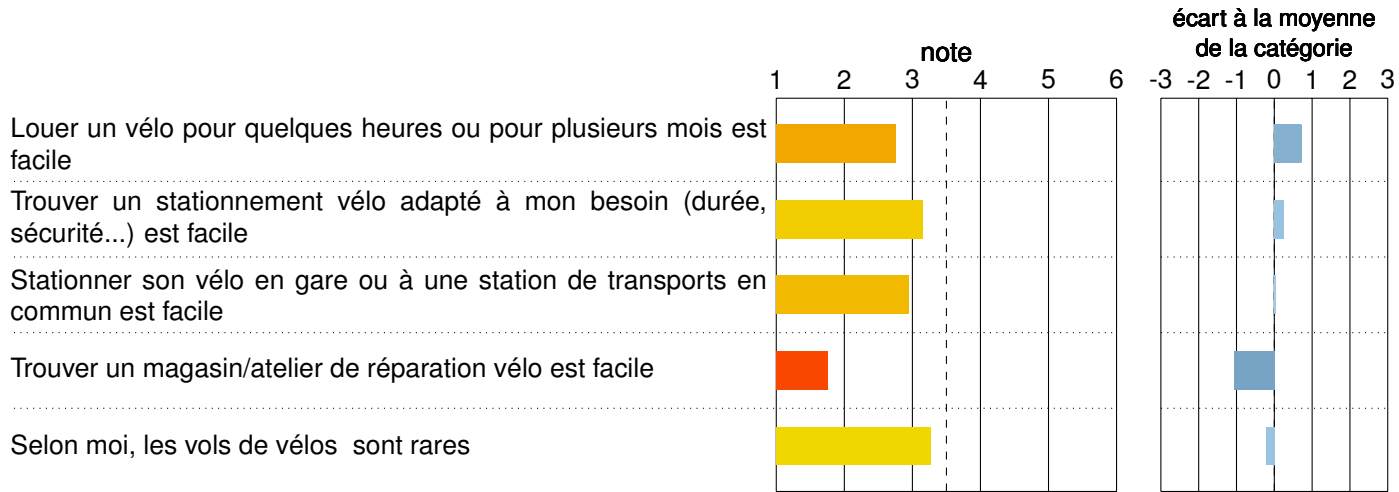 écart à la moyenne
de la catégorie
note
1 2 3 4 5 6
-3 -2 -1 0 1 2 3
Louer un vélo pour quelques heures ou pour plusieurs mois est
facile
Trouver un stationnement vélo adapté à mon besoin (durée,
sécurité...) est facile
Stationner son vélo en gare ou à une station de transports en
commun est facile
Trouver un magasin/atelier de réparation vélo est facile
Selon moi, les vols de vélos sont rares